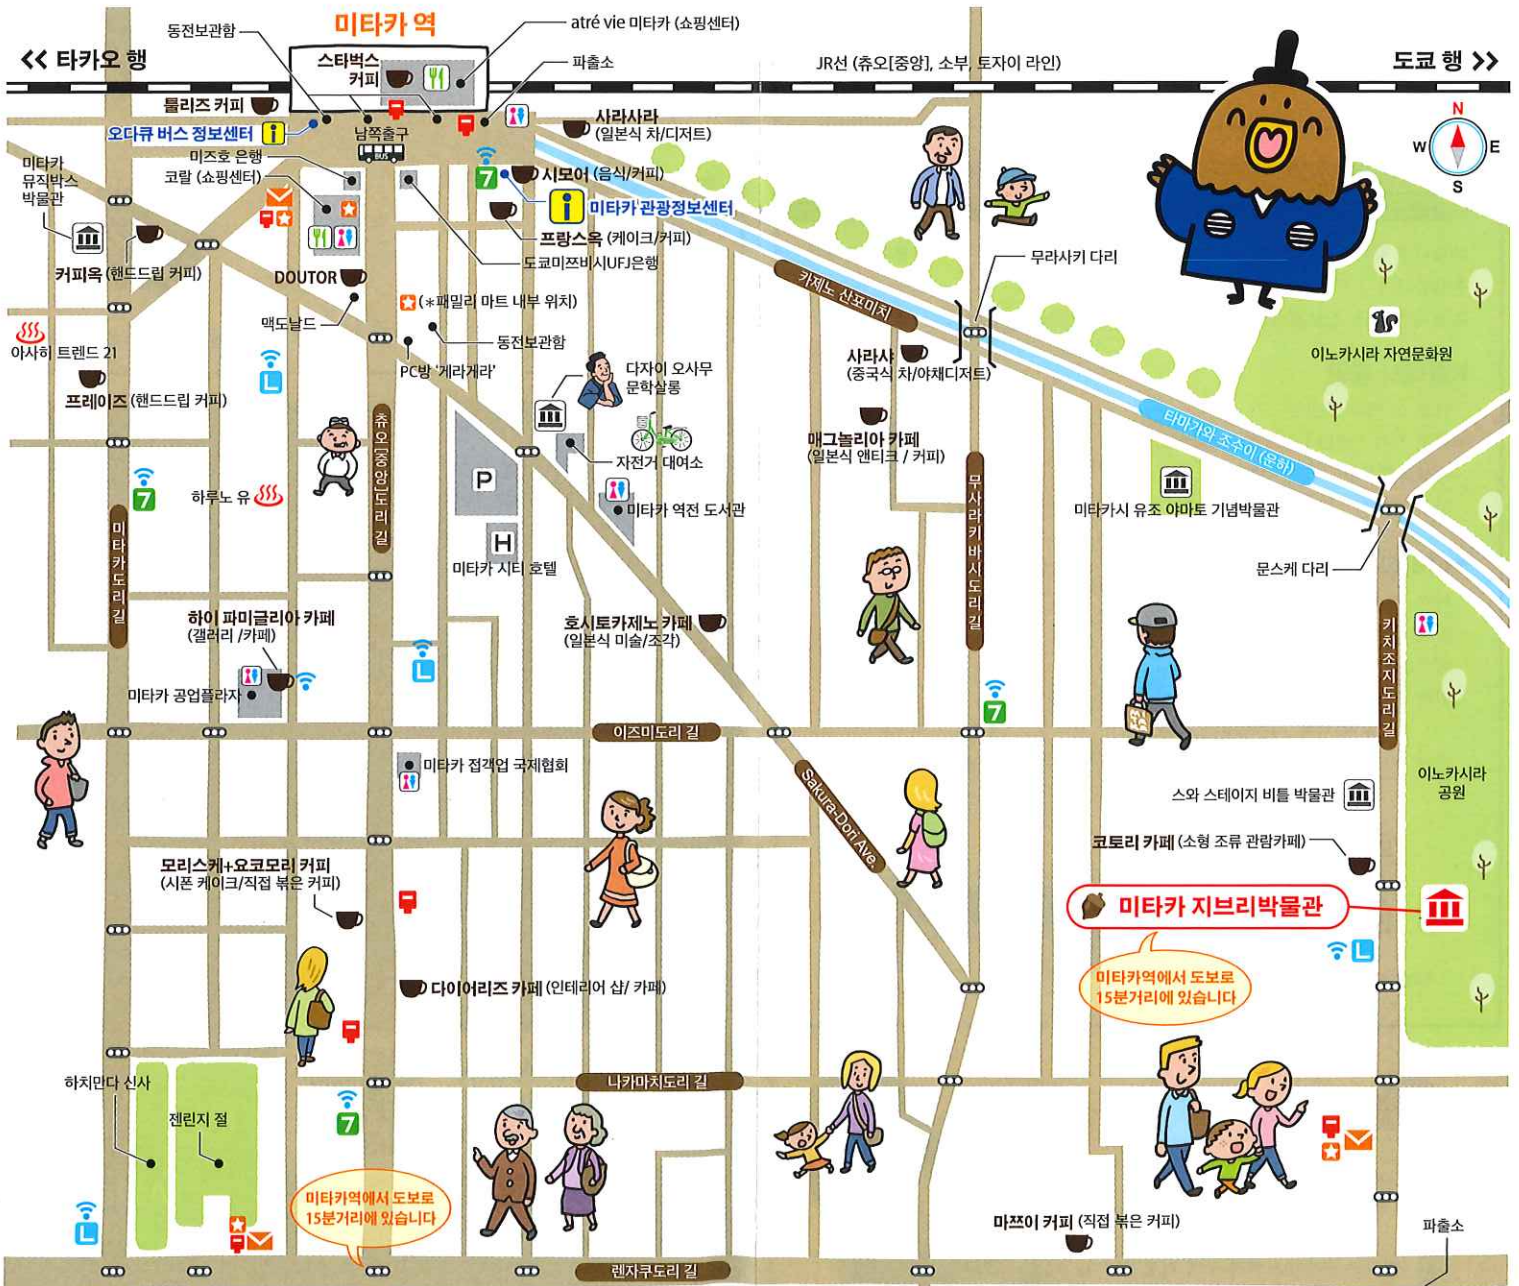 미타카 역
동전보관함
atré vie 미타카 (쇼핑센터)
<< 타카오 행
스타벅스
커피
파출소
JR선 (츄오[중앙], 소부, 토자이 라인)
도쿄 행 >>
툴리즈 커피
오다큐 버스 정보센터
i
남쪽출구
BUS
사라사라
(일본식 차/디저트)
N
W
E
S
미타카
뮤직박스
박물관
미즈호 은행
코랄 (쇼핑센터)
7
시모어 (음식/커피)
i
미타카 관광정보센터
프랑스옥 (케이크/커피)
도쿄미쯔비시UFJ은행
커피옥 (핸드드립 커피)
DOUTOR
맥도날드
(*패밀리 마트 내부 위치)
동전보관함
PC방 '게라게라'
카제노 산포미치
무라사키 다리
이노카시라 자연문화원
아사히 트렌드 21
프레이즈 (핸드드립 커피)
L
사라샤
(중국식 차/야채디저트)
다자이 오사무
문학살롱
매그놀리아 카페
(일본식 앤티크 / 커피)
타마가와 조수이 (운하)
츄오[중앙]도리 길
자전거 대여소
P
7
하루노 유
미타카 역전 도서관
미타카시 유조 야마토 기념박물관
무사라키 바시도리 길
미타카도리 길
H
미타카 시티 호텔
문스케 다리
하이 파미글리아 카페
(갤러리 /카페)
호시토카제노 카페
(일본식 미술/조각)
키치조지도리 길
L
미타카 공업플라자
7
이즈미도리 길
미타카 접객업 국제협회
Sakura-Dori Ave.
이노카시라
공원
스와 스테이지 비틀 박물관
코토리 카페 (소형 조류 관람카페)
모리스케+요코모리 커피
(시폰 케이크/직접 볶은 커피)
미타카 지브리박물관
L
미타카역에서 도보로
15분거리에 있습니다
다이어리즈 카페 (인테리어 샵/ 카페)
하치만다 신사
나카마치도리 길
젠린지 절
7
미타카역에서 도보로
15분거리에 있습니다
L
마쯔이 커피 (직접 볶은 커피)
파출소
렌자쿠도리 길